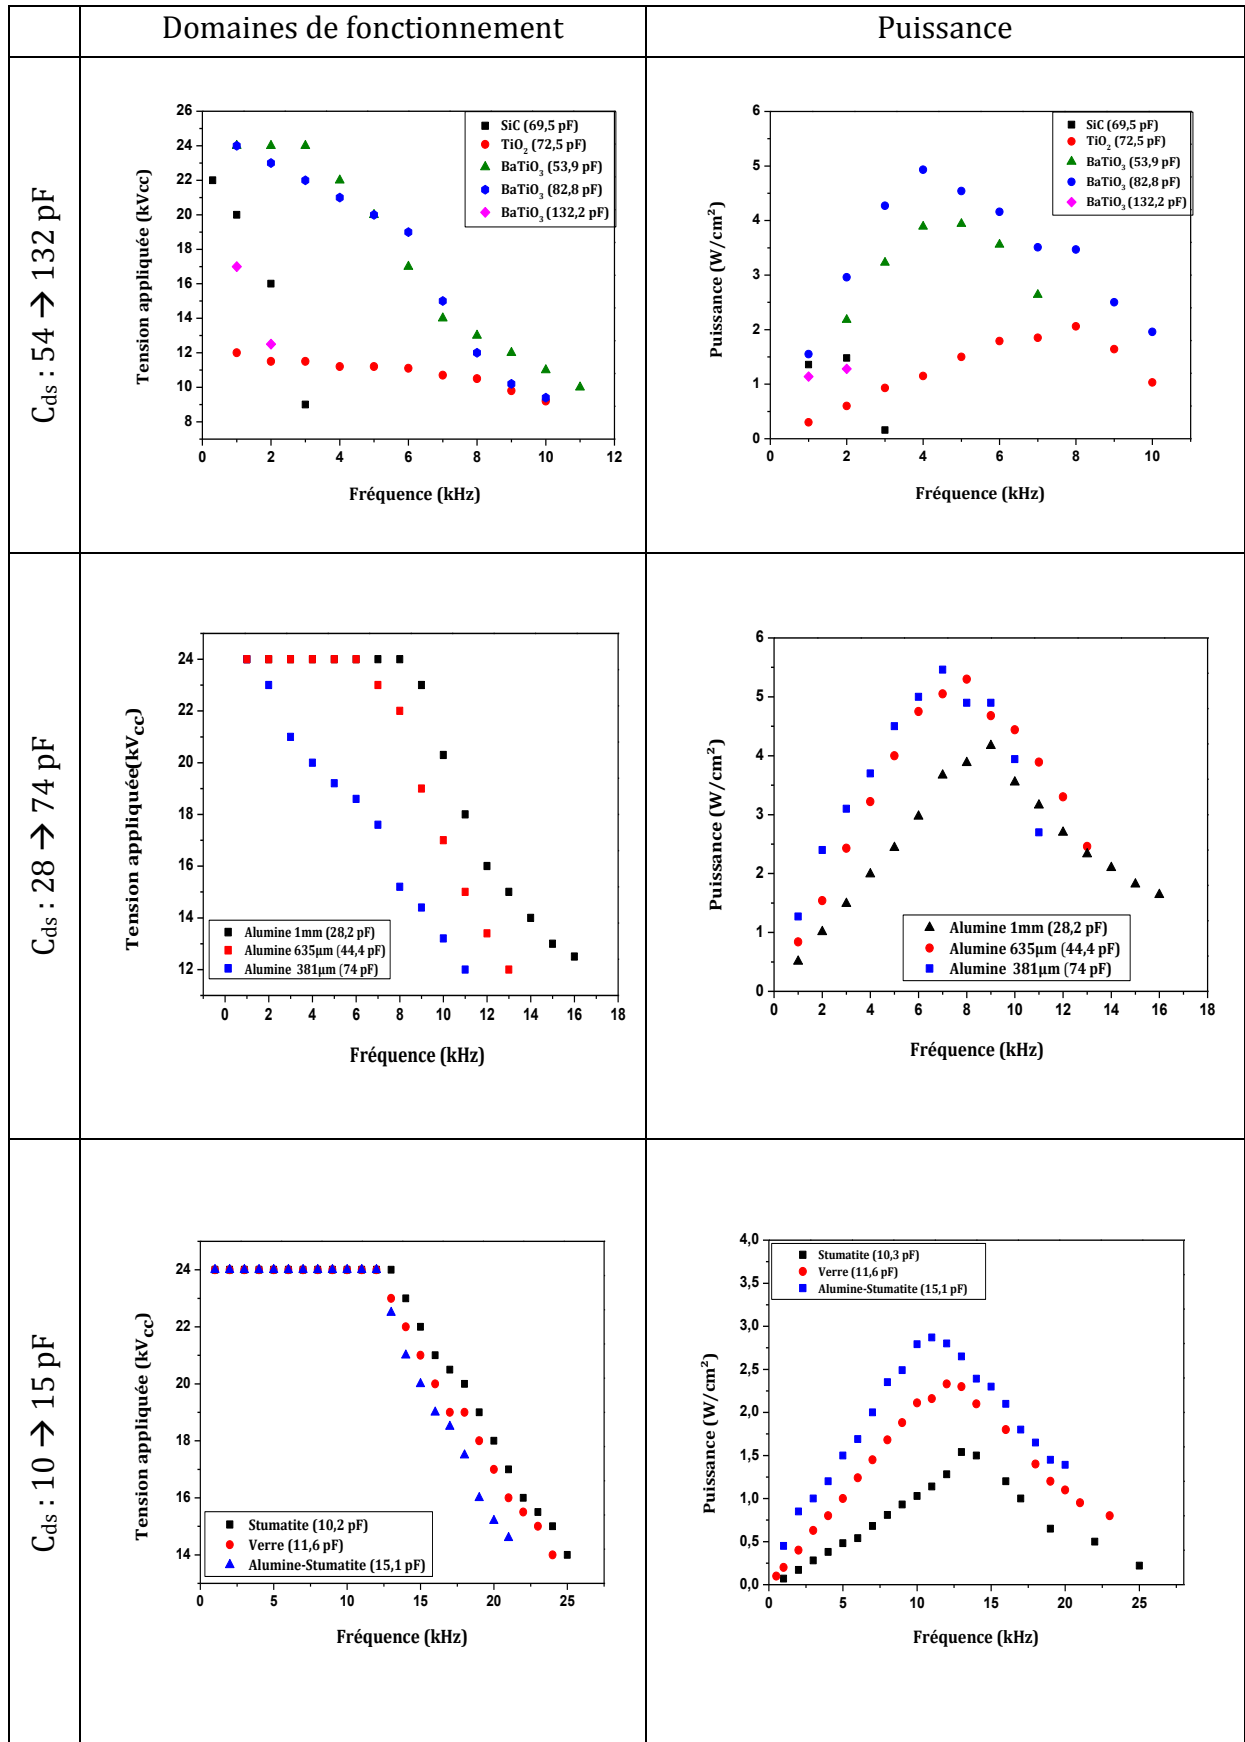 Domaines de fonctionnement
Puissance
C_ds : 54 → 132 pF
26
24
22
20
18
16
14
12
10
8
0
2
4
6
8
10
12
Tension appliquée (kVcc)
Fréquence (kHz)
SiC (69,5 pF)
TiO₂ (72,5 pF)
BaTiO₃ (53,9 pF)
BaTiO₃ (82,8 pF)
BaTiO₃ (132,2 pF)
6
5
4
3
2
1
0
0
2
4
6
8
10
Puissance (W/cm²)
Fréquence (kHz)
SiC (69,5 pF)
TiO₂ (72,5 pF)
BaTiO₃ (53,9 pF)
BaTiO₃ (82,8 pF)
BaTiO₃ (132,2 pF)
C_ds : 28 → 74 pF
24
22
20
18
16
14
12
0
2
4
6
8
10
12
14
16
18
Tension appliquée(kV_CC)
Fréquence (kHz)
Alumine 1mm (28,2 pF)
Alumine 635µm (44,4 pF)
Alumine 381µm (74 pF)
6
5
4
3
2
1
0
0
2
4
6
8
10
12
14
16
18
Puissance (W/cm²)
Fréquence (kHz)
Alumine 1mm (28,2 pF)
Alumine 635µm (44,4 pF)
Alumine 381µm (74 pF)
C_ds : 10 → 15 pF
24
22
20
18
16
14
0
5
10
15
20
25
Tension appliquée (kV_CC)
Fréquence (kHz)
Stumatite (10,2 pF)
Verre (11,6 pF)
Alumine-Stumatite (15,1 pF)
4,0
3,5
3,0
2,5
2,0
1,5
1,0
0,5
0,0
0
5
10
15
20
25
Puissance (W/cm²)
Fréquence (kHz)
Stumatite (10,3 pF)
Verre (11,6 pF)
Alumine-Stumatite (15,1 pF)